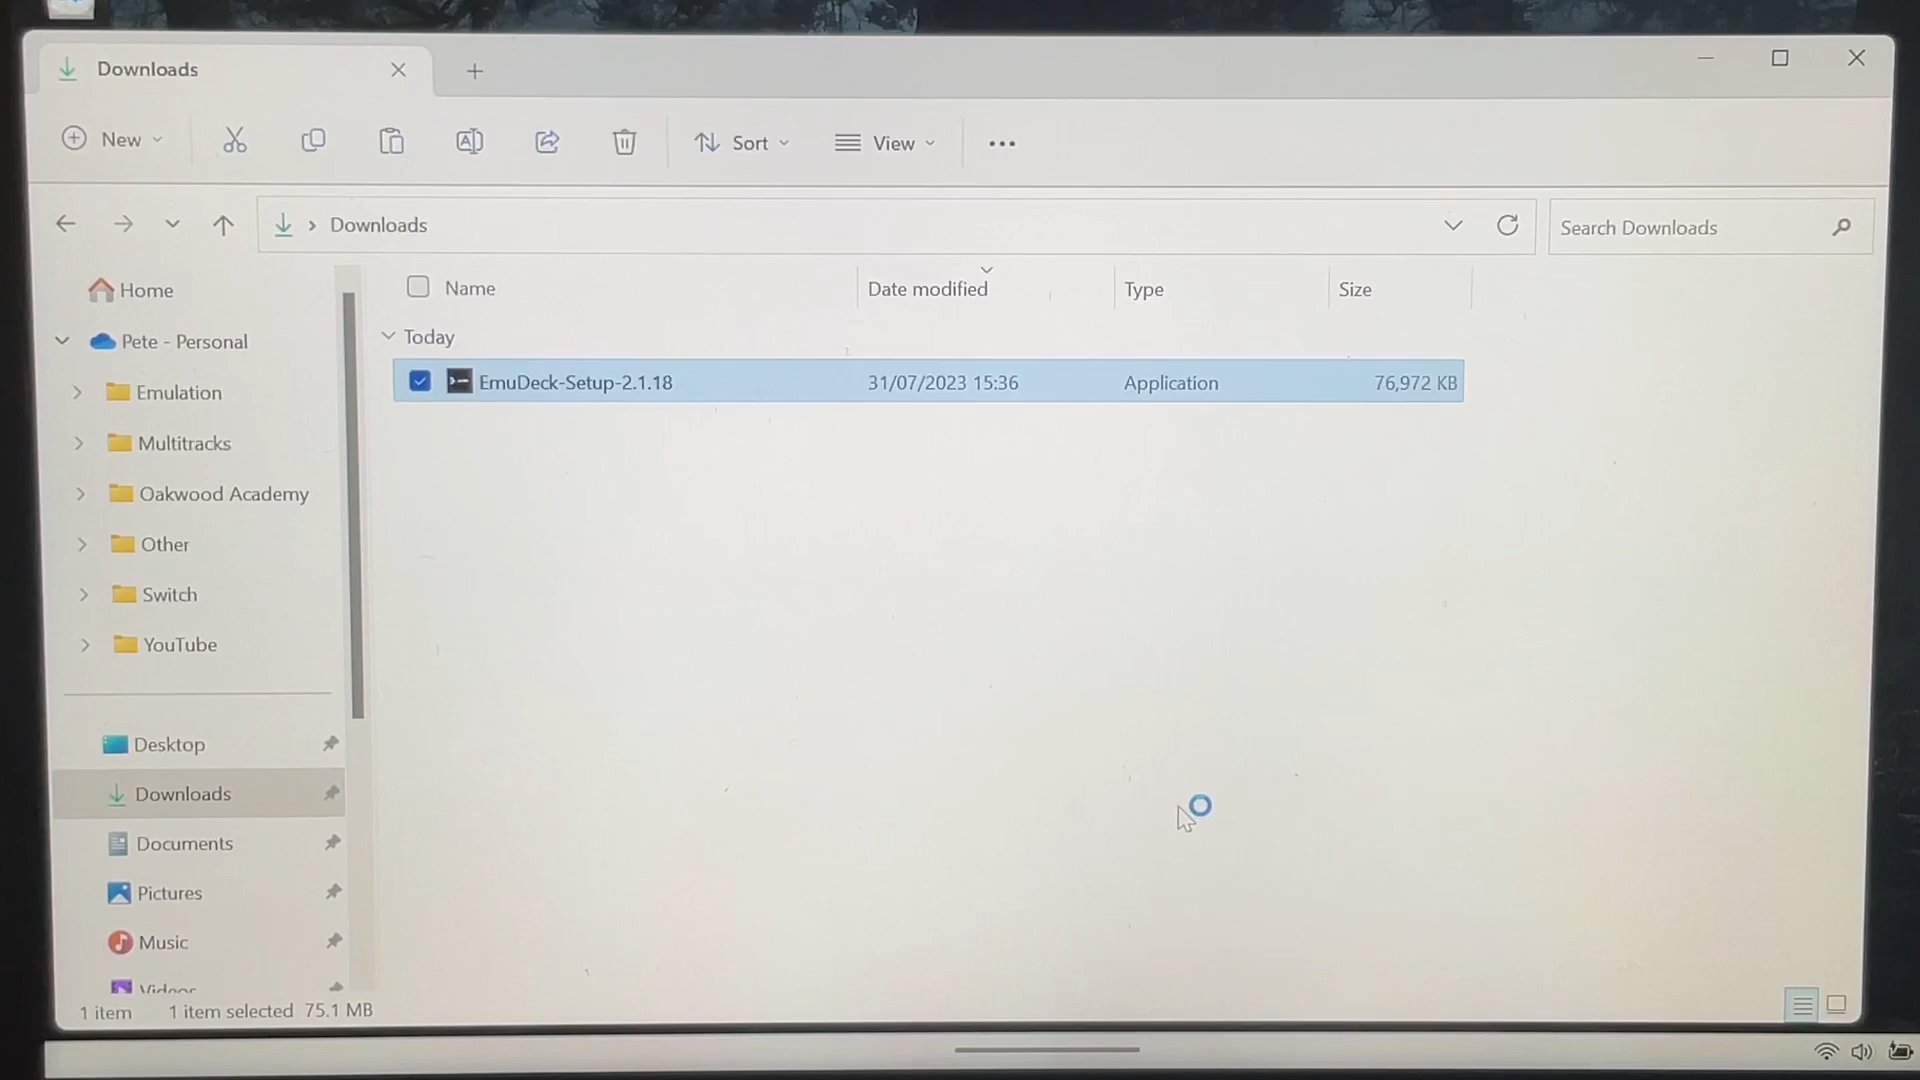 Downloads
New
Sort
View
Downloads
Search Downloads
Home
Pete - Personal
Emulation
Multitracks
Oakwood Academy
Other
Switch
YouTube
Desktop
Downloads
Documents
Pictures
Music
Videos
Name
Date modified
Type
Size
Today
EmuDeck-Setup-2.1.18
31/07/2023 15:36
Application
76,972 KB
1 item
1 item selected 75.1 MB